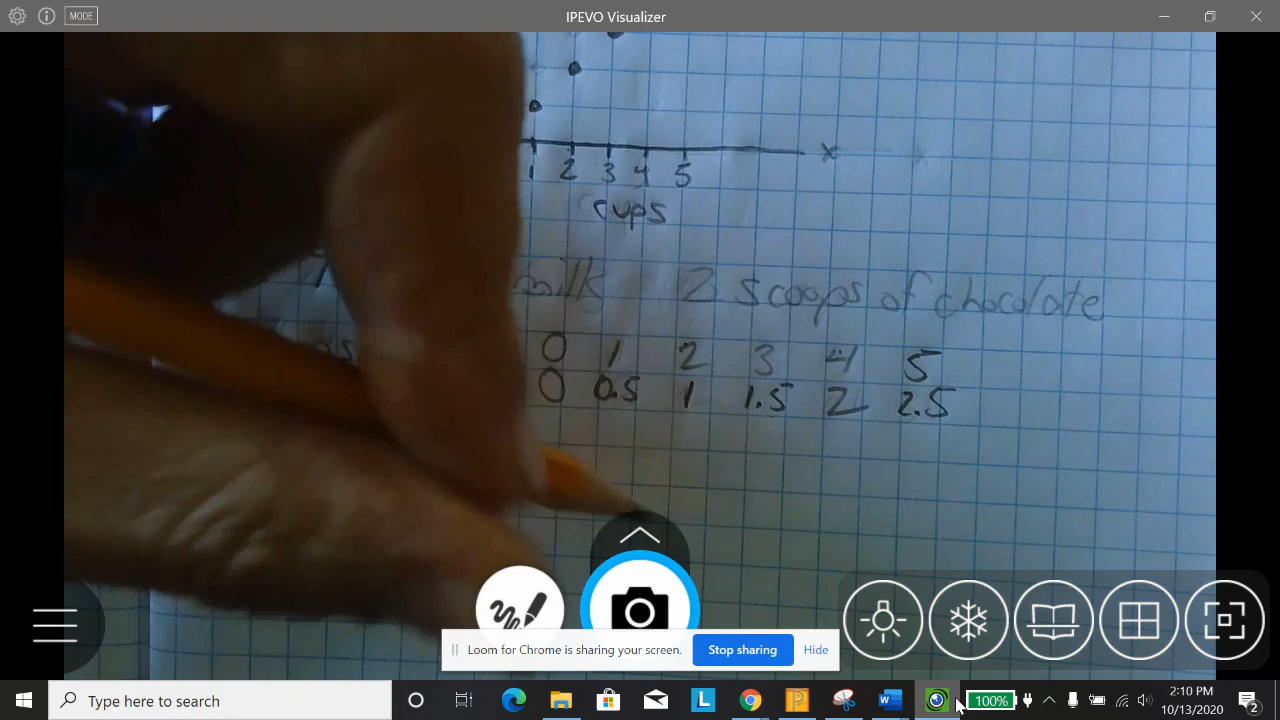 MODE
IPEVO Visualizer
1 2 3 4 5 x
cups
milk 2 scoops of chocolate
0 1 2 3 4 5
0 0.5 1 1.5 2 2.5
Loom for Chrome is sharing your screen. Stop sharing Hide
Type here to search
100%
2:10 PM
10/13/2020
2